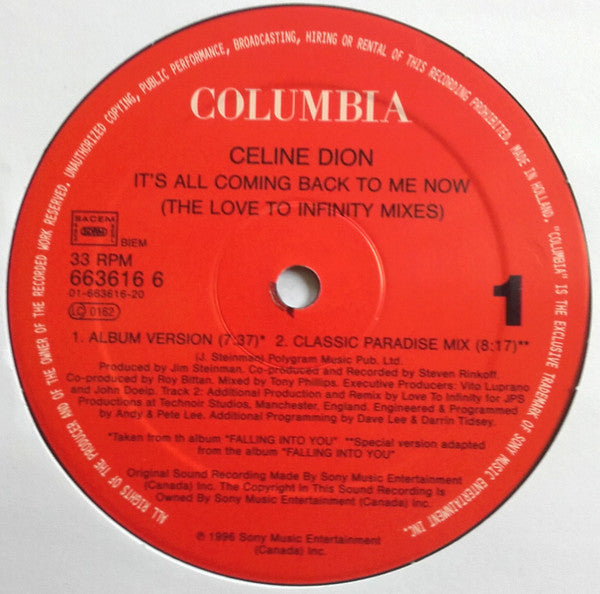 ALL RIGHTS OF THE PRODUCER AND OF THE OWNER OF THE RECORDED WORK RESERVED. UNAUTHORIZED COPYING, PUBLIC PERFORMANCE, BROADCASTING, HIRING OR RENTAL OF THIS RECORDING PROHIBITED. MADE IN HOLLAND. "COLUMBIA" IS THE EXCLUSIVE TRADEMARK OF SONY MUSIC ENTERTAINMENT INC.
COLUMBIA
CELINE DION
IT'S ALL COMING BACK TO ME NOW
(THE LOVE TO INFINITY MIXES)
SACEM
BIEM
33 RPM
663616 6
01-663616-20
LC 0162
1
1. ALBUM VERSION (7:37)* 2. CLASSIC PARADISE MIX (8:17)**
(J. Steinman) Polygram Music Pub. Ltd.
Produced by Jim Steinman. Co-produced and Recorded by Steven Rinkoff.
Co-produced by Roy Bittan. Mixed by Tony Phillips. Executive Producers: Vito Luprano
and John Doelp. Track 2: Additional Production and Remix by Love To Infinity for JPS
Productions at Technoir Studios, Manchester, England. Engineered & Programmed
by Andy & Pete Lee. Additional Programming by Dave Lee & Darrin Tidsey.
*Taken from th album "FALLING INTO YOU" **Special version adapted
from the album "FALLING INTO YOU"
Original Sound Recording Made By Sony Music Entertainment
(Canada) Inc. The Copyright In This Sound Recording Is
Owned By Sony Music Entertainment (Canada) Inc.
℗ 1996 Sony Music Entertainment
(Canada) Inc.